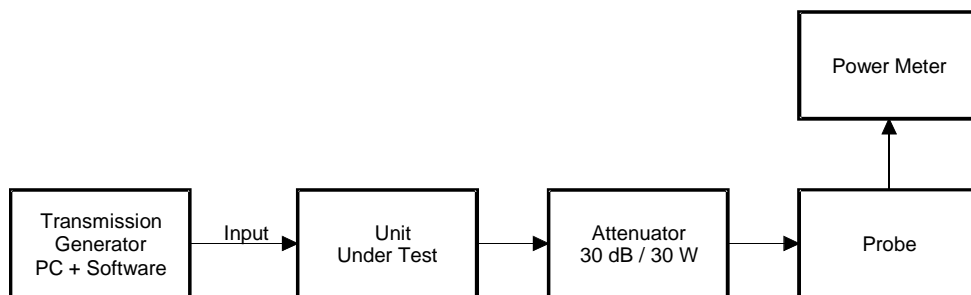 Power Meter
Transmission
Generator
PC + Software
Input
Unit
Under Test
Attenuator
30 dB / 30 W
Probe